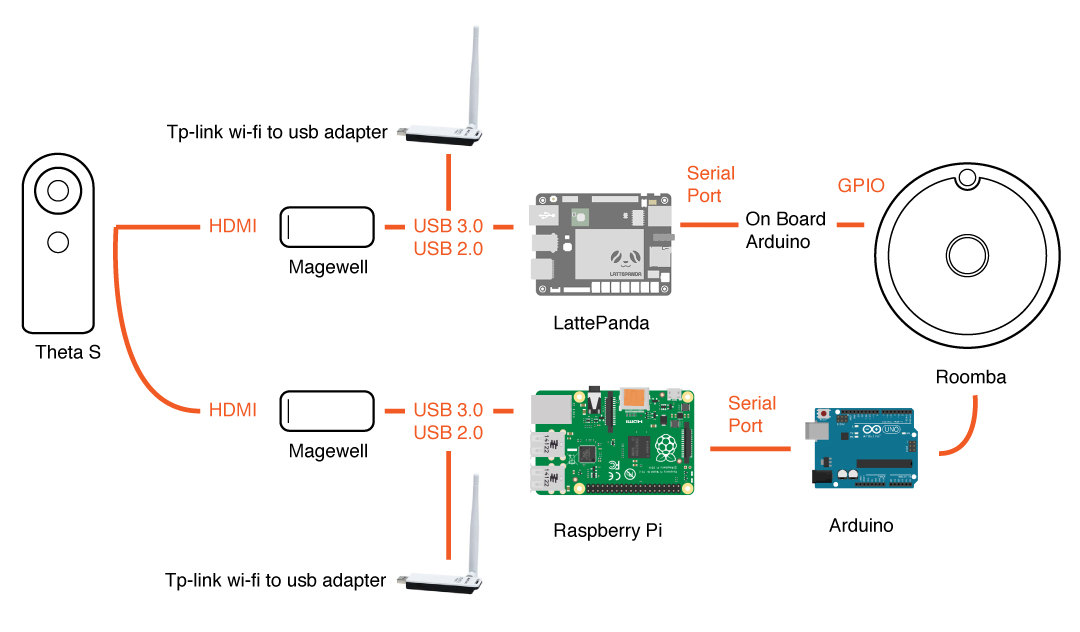 Tp-link wi-fi to usb adapter
Theta S
HDMI
Magewell
USB 3.0
USB 2.0
LATTEPANDA
LattePanda
Serial
Port
On Board
Arduino
GPIO
Roomba
HDMI
Magewell
USB 3.0
USB 2.0
HDMI
Raspberry Pi
Serial
Port
UNO
Arduino
Tp-link wi-fi to usb adapter